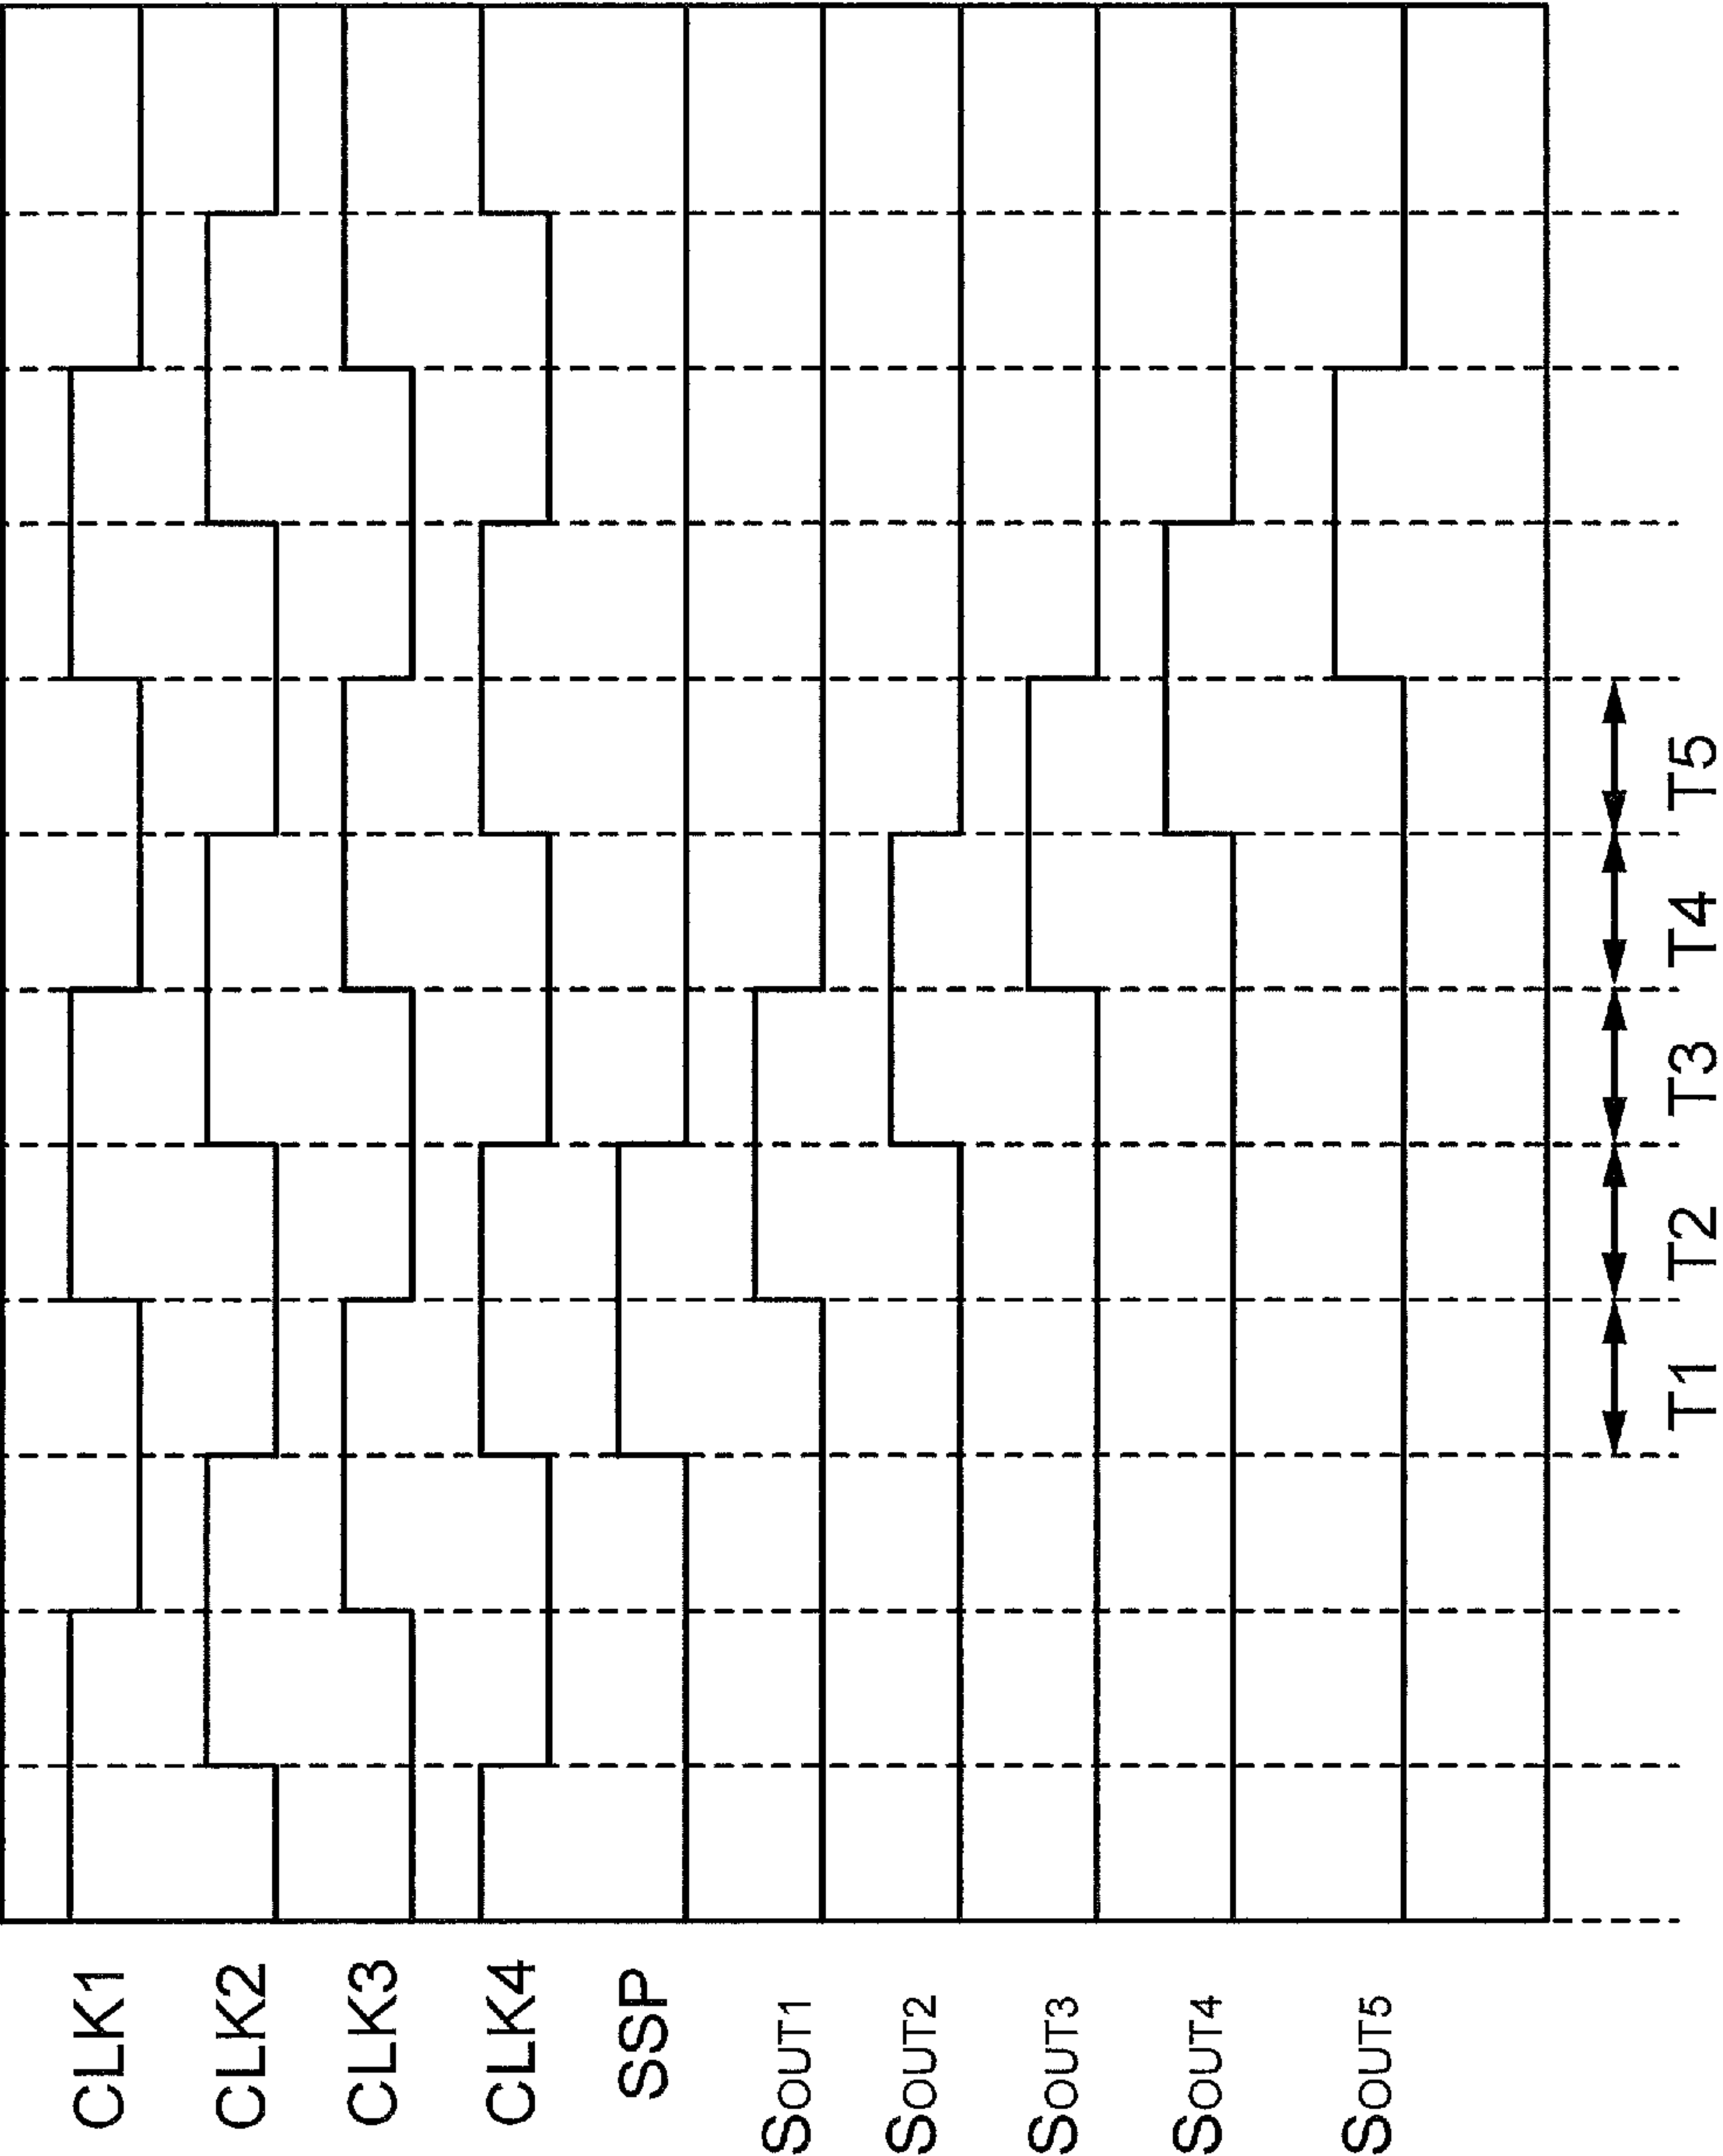 CLK1
CLK2
CLK3
CLK4
SSP
SOUT1
SOUT2
SOUT3
SOUT4
SOUT5
T1 T2 T3 T4 T5